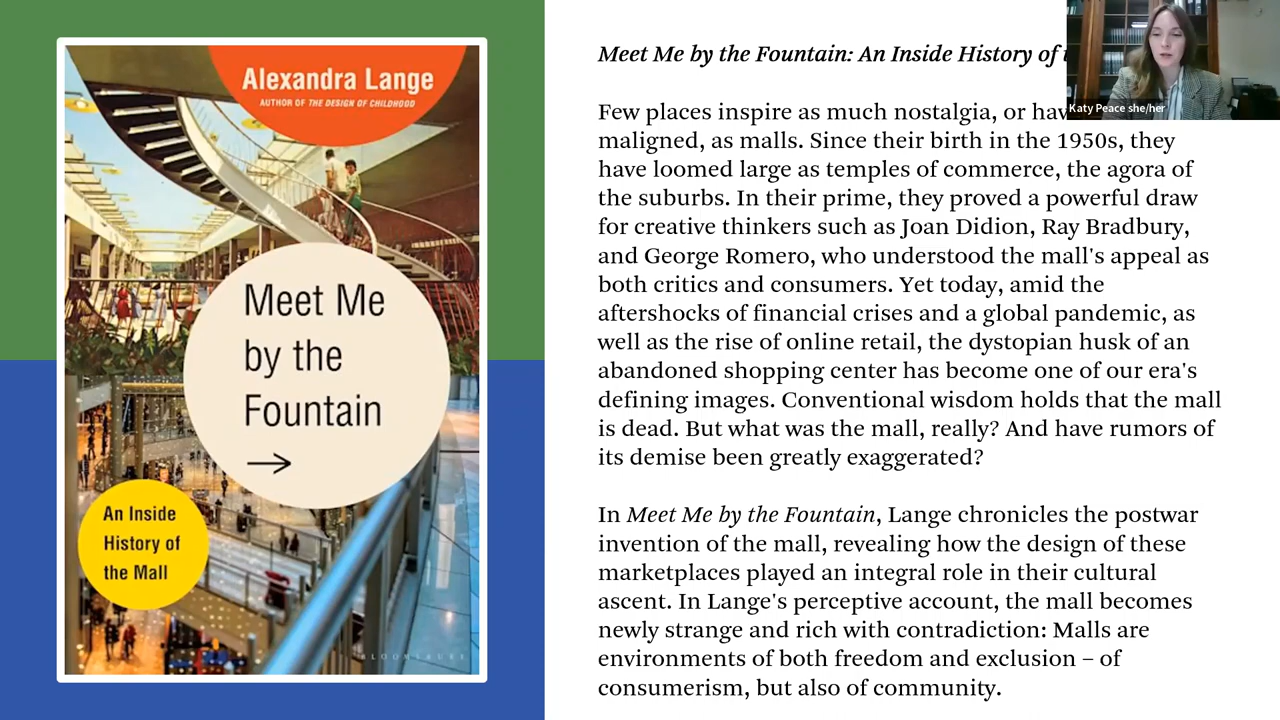 Alexandra Lange
AUTHOR OF THE DESIGN OF CHILDHOOD
Meet Me
by the
Fountain
→
An Inside
History of
the Mall
BLOOMSBURY
Meet Me by the Fountain: An Inside History of
Few places inspire as much nostalgia, or
maligned, as malls. Since their birth in the 1950s, they
have loomed large as temples of commerce, the agora of
the suburbs. In their prime, they proved a powerful draw
for creative thinkers such as Joan Didion, Ray Bradbury,
and George Romero, who understood the mall's appeal as
both critics and consumers. Yet today, amid the
aftershocks of financial crises and a global pandemic, as
well as the rise of online retail, the dystopian husk of an
abandoned shopping center has become one of our era's
defining images. Conventional wisdom holds that the mall
is dead. But what was the mall, really? And have rumors of
its demise been greatly exaggerated?
In Meet Me by the Fountain, Lange chronicles the postwar
invention of the mall, revealing how the design of these
marketplaces played an integral role in their cultural
ascent. In Lange's perceptive account, the mall becomes
newly strange and rich with contradiction: Malls are
environments of both freedom and exclusion – of
consumerism, but also of community.
Katy Peace she/her